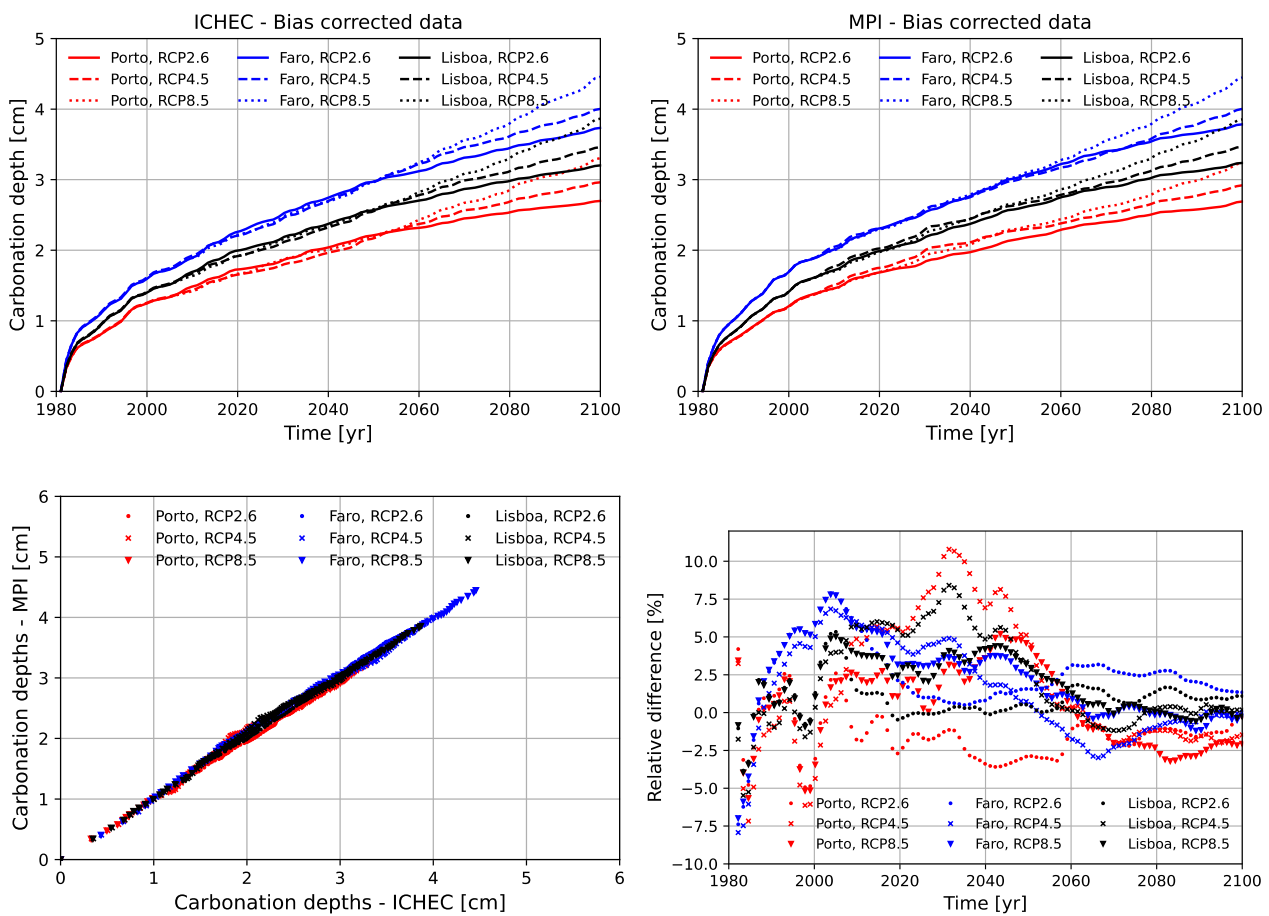 ICHEC - Bias corrected data
Carbonation depth [cm]
5
4
3
2
1
0
Porto, RCP2.6
Porto, RCP4.5
Porto, RCP8.5
Faro, RCP2.6
Faro, RCP4.5
Faro, RCP8.5
Lisboa, RCP2.6
Lisboa, RCP4.5
Lisboa, RCP8.5
1980 2000 2020 2040 2060 2080 2100
Time [yr]
MPI - Bias corrected data
Carbonation depth [cm]
5
4
3
2
1
0
Porto, RCP2.6
Porto, RCP4.5
Porto, RCP8.5
Faro, RCP2.6
Faro, RCP4.5
Faro, RCP8.5
Lisboa, RCP2.6
Lisboa, RCP4.5
Lisboa, RCP8.5
1980 2000 2020 2040 2060 2080 2100
Time [yr]
Carbonation depths - MPI [cm]
6
5
4
3
2
1
0
Porto, RCP2.6
Porto, RCP4.5
Porto, RCP8.5
Faro, RCP2.6
Faro, RCP4.5
Faro, RCP8.5
Lisboa, RCP2.6
Lisboa, RCP4.5
Lisboa, RCP8.5
0 1 2 3 4 5 6
Carbonation depths - ICHEC [cm]
Relative difference [%]
10.0
7.5
5.0
2.5
0.0
−2.5
−5.0
−7.5
−10.0
Porto, RCP2.6
Porto, RCP4.5
Porto, RCP8.5
Faro, RCP2.6
Faro, RCP4.5
Faro, RCP8.5
Lisboa, RCP2.6
Lisboa, RCP4.5
Lisboa, RCP8.5
1980 2000 2020 2040 2060 2080 2100
Time [yr]